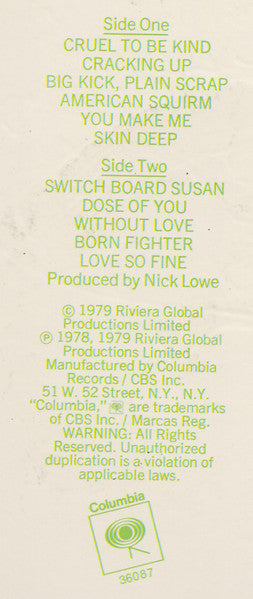 Side One
CRUEL TO BE KIND
CRACKING UP
BIG KICK, PLAIN SCRAP
AMERICAN SQUIRM
YOU MAKE ME
SKIN DEEP
Side Two
SWITCH BOARD SUSAN
DOSE OF YOU
WITHOUT LOVE
BORN FIGHTER
LOVE SO FINE
Produced by Nick Lowe
© 1979 Riviera Global
Productions Limited
℗ 1978, 1979 Riviera Global
Productions Limited
Manufactured by Columbia
Records / CBS Inc.
51 W. 52 Street, N.Y., N.Y.
“Columbia,” are trademarks
of CBS Inc. / Marcas Reg.
WARNING: All Rights
Reserved. Unauthorized
duplication is a violation of
applicable laws.
Columbia
36087